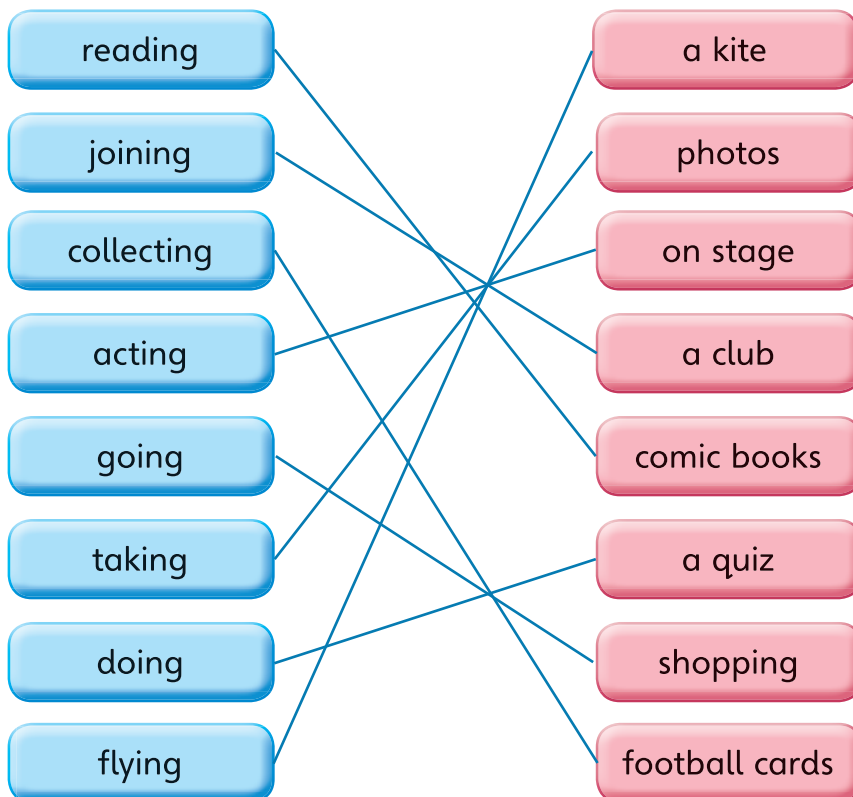 reading
a kite
joining
photos
collecting
on stage
acting
a club
going
comic books
taking
a quiz
doing
shopping
flying
football cards